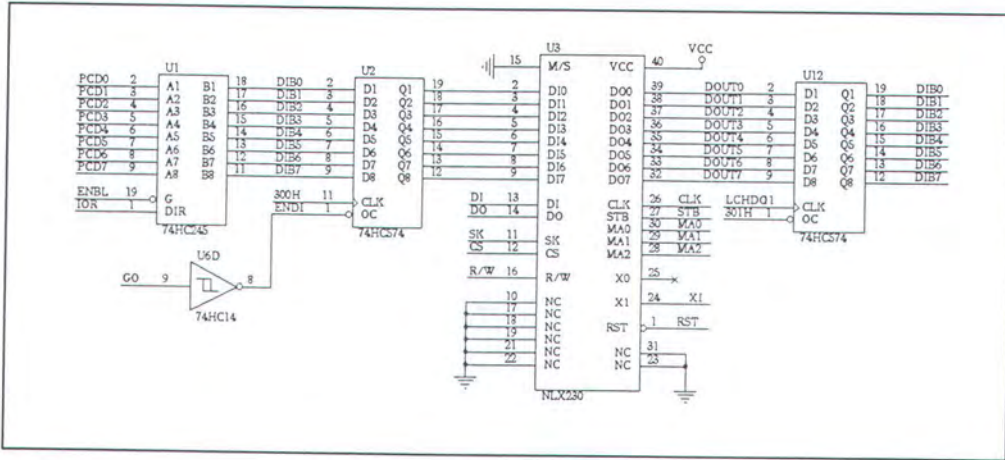 U1
PCD0 2 A1 B1 18 DIB0
PCD1 3 A2 B2 17 DIB1
PCD2 4 A3 B3 16 DIB2
PCD3 5 A4 B4 15 DIB3
PCD4 6 A5 B5 14 DIB4
PCD5 7 A6 B6 13 DIB5
PCD6 8 A7 B7 12 DIB6
PCD7 9 A8 B8 11 DIB7
ENBL 19 G
IOR 1 DIR
74HC245
U2
2 D1 Q1 19
3 D2 Q2 18
4 D3 Q3 17
5 D4 Q4 16
6 D5 Q5 15
7 D6 Q6 14
8 D7 Q7 13
9 D8 Q8 12
300H 11 CLK
ENDI 1 OC
74HC574
U6D
GO 9 8
74HC14
U3
15 M/S VCC 40 VCC
2 DI0 DO0 39 DOUT0
3 DI1 DO1 38 DOUT1
4 DI2 DO2 37 DOUT2
5 DI3 DO3 36 DOUT3
6 DI4 DO4 34 DOUT4
7 DI5 DO5 35 DOUT5
8 DI6 DO6 33 DOUT6
9 DI7 DO7 32 DOUT7
DI 13 DI CLK 26 CLK
DO 14 DO STB 27 STB
MA0 30 MA0
SK 11 SK MA1 29 MA1
CS 12 CS MA2 28 MA2
R/W 16 R/W X0 25
10 NC X1 24 X1
17 NC
18 NC RST 1 RST
19 NC
21 NC NC 31
22 NC NC 23
NLX230
U12
2 D1 Q1 19 DIB0
3 D2 Q2 18 DIB1
4 D3 Q3 17 DIB2
5 D4 Q4 16 DIB3
6 D5 Q5 15 DIB4
7 D6 Q6 14 DIB5
8 D7 Q7 13 DIB6
9 D8 Q8 12 DIB7
LCHDO1 CLK
301H 1 OC
74HC574